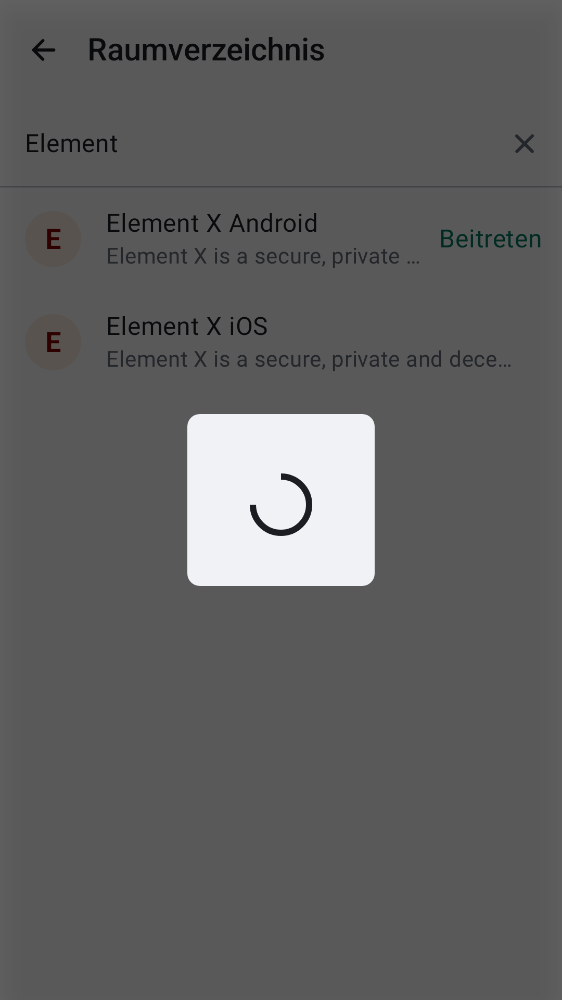 Raumverzeichnis
Element
E
Element X Android
Element X is a secure, private ...
Beitreten
E
Element X iOS
Element X is a secure, private and dece...